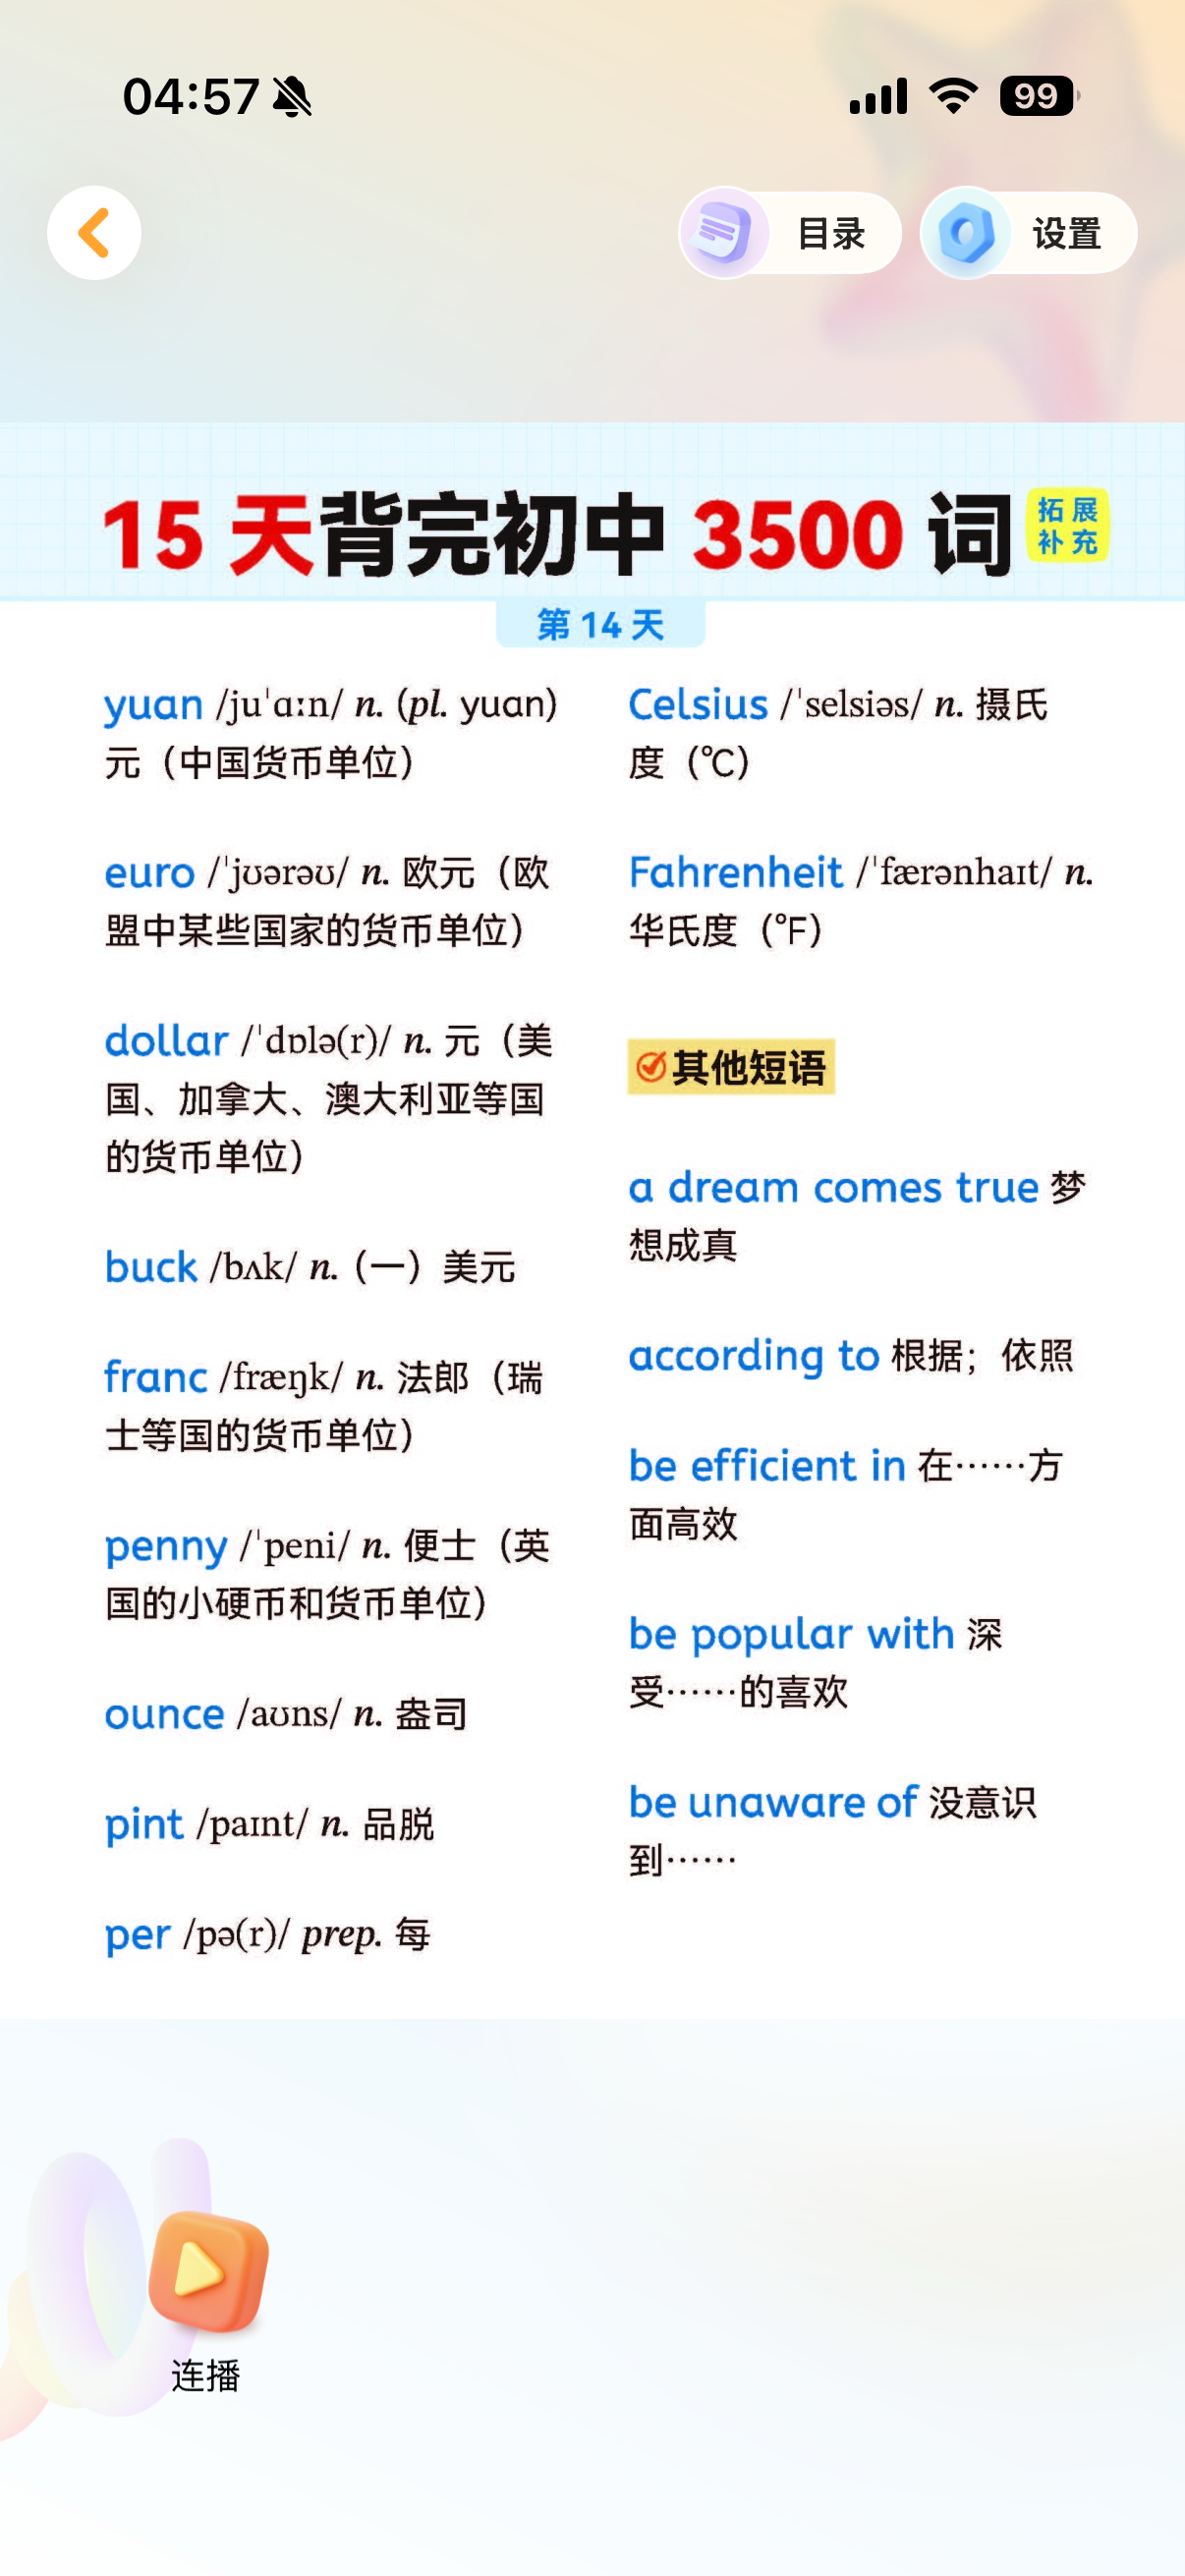 04:57
99
目录
设置
15 天背完初中 3500 词
拓展
补充
第 14 天
yuan /juˈɑːn/ n. (pl. yuan)
元（中国货币单位）
euro /ˈjʊərəʊ/ n. 欧元（欧
盟中某些国家的货币单位）
dollar /ˈdɒlə(r)/ n. 元（美
国、加拿大、澳大利亚等国
的货币单位）
buck /bʌk/ n.（一）美元
franc /fræŋk/ n. 法郎（瑞
士等国的货币单位）
penny /ˈpeni/ n. 便士（英
国的小硬币和货币单位）
ounce /aʊns/ n. 盎司
pint /paɪnt/ n. 品脱
per /pə(r)/ prep. 每
Celsius /ˈselsiəs/ n. 摄氏
度（℃）
Fahrenheit /ˈfærənhaɪt/ n.
华氏度（℉）
其他短语
a dream comes true 梦
想成真
according to 根据；依照
be efficient in 在……方
面高效
be popular with 深
受……的喜欢
be unaware of 没意识
到……
连播